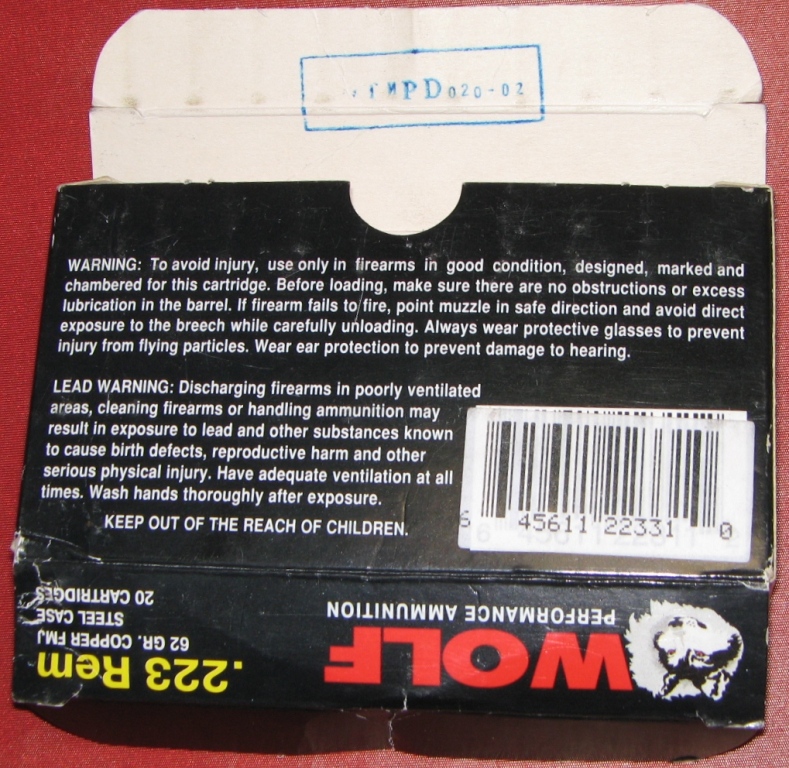 PD020-02
WARNING: To avoid injury, use only in firearms in good condition, designed, marked and
chambered for this cartridge. Before loading, make sure there are no obstructions or excess
lubrication in the barrel. If firearm fails to fire, point muzzle in safe direction and avoid direct
exposure to the breech while carefully unloading. Always wear protective glasses to prevent
injury from flying particles. Wear ear protection to prevent damage to hearing.
LEAD WARNING: Discharging firearms in poorly ventilated
areas, cleaning firearms or handling ammunition may
result in exposure to lead and other substances known
to cause birth defects, reproductive harm and other
serious physical injury. Have adequate ventilation at all
times. Wash hands thoroughly after exposure.
KEEP OUT OF THE REACH OF CHILDREN.
6 45611 22331 0
WOLF
PERFORMANCE AMMUNITION
.223 Rem
62 GR. COPPER FMJ
STEEL CASE
20 CARTRIDGES